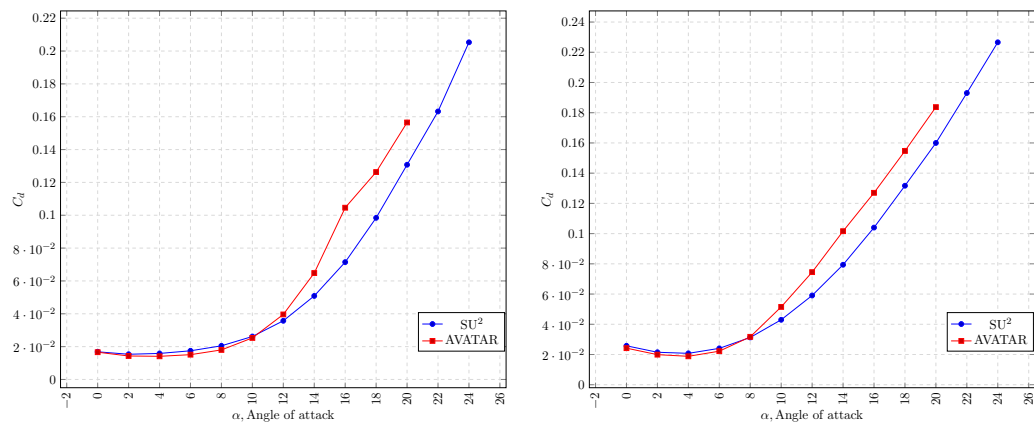 0.22
0.2
0.18
0.16
0.14
0.12
0.1
8 · 10⁻²
6 · 10⁻²
4 · 10⁻²
2 · 10⁻²
0
C_d
−2 0 2 4 6 8 10 12 14 16 18 20 22 24 26
α, Angle of attack
SU²
AVATAR
0.24
0.22
0.2
0.18
0.16
0.14
0.12
0.1
8 · 10⁻²
6 · 10⁻²
4 · 10⁻²
2 · 10⁻²
0
C_d
−2 0 2 4 6 8 10 12 14 16 18 20 22 24 26
α, Angle of attack
SU²
AVATAR